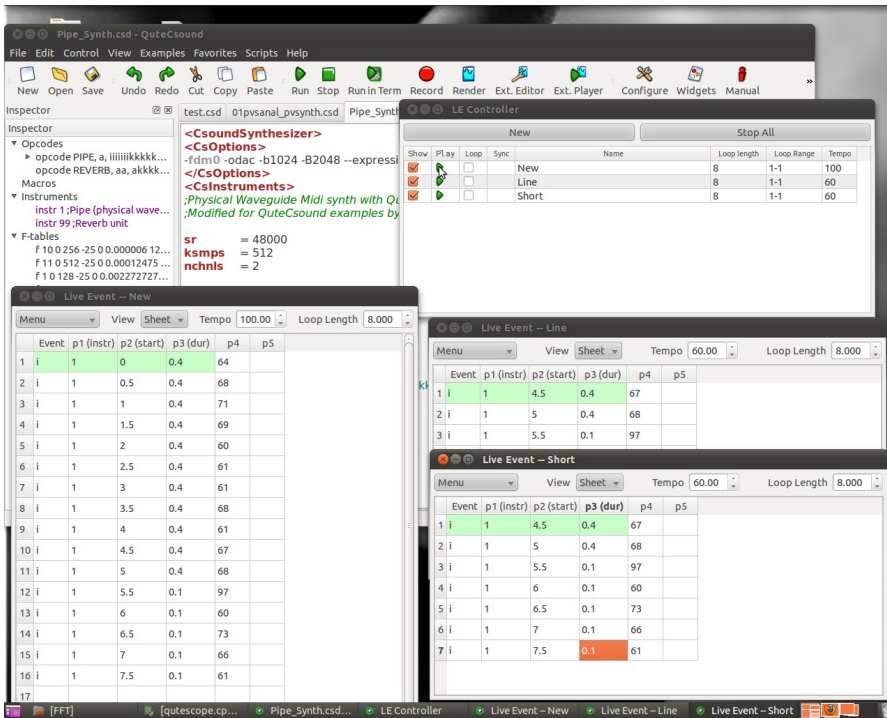 Pipe_Synth.csd - QuteCsound
File Edit Control View Examples Favorites Scripts Help
New Open Save Undo Redo Cut Copy Paste Run Stop Run in Term Record Render Ext. Editor Ext. Player Configure Widgets Manual »
Inspector
Inspector
▾ Opcodes
▸ opcode PIPE, a, iiiiiikkkkk...
opcode REVERB, aa, akkkk...
Macros
▾ Instruments
instr 1 ;Pipe (physical wave...
instr 99 ;Reverb unit
▾ F-tables
f 10 0 256 -25 0 0.000006 12...
f 11 0 512 -25 0 0.00012475 ...
f 1 0 128 -25 0 0.002272727...
test.csd 01pvsanal_pvsynth.csd Pipe_Synth
<CsoundSynthesizer>
<CsOptions>
-fdm0 -odac -b1024 -B2048 --expressi
</CsOptions>
<CsInstruments>
;Physical Waveguide Midi synth with Qu
;Modified for QuteCsound examples by
sr = 48000
ksmps = 512
nchnls = 2
LE Controller
New Stop All
Show Play Loop Sync Name Loop length Loop Range Tempo
New 8 1-1 100
Line 8 1-1 60
Short 8 1-1 60
Live Event -- New
Menu View Sheet Tempo 100.00 Loop Length 8.000
Event p1 (instr) p2 (start) p3 (dur) p4 p5
1 i 1 0 0.4 64
2 i 1 0.5 0.4 68
3 i 1 1 0.4 71
4 i 1 1.5 0.4 69
5 i 1 2 0.4 60
6 i 1 2.5 0.4 61
7 i 1 3 0.4 61
8 i 1 3.5 0.4 68
9 i 1 4 0.4 61
10 i 1 4.5 0.4 67
11 i 1 5 0.4 68
12 i 1 5.5 0.1 97
13 i 1 6 0.1 60
14 i 1 6.5 0.1 73
15 i 1 7 0.1 66
16 i 1 7.5 0.1 61
17
Live Event -- Line
Menu View Sheet Tempo 60.00 Loop Length 8.000
Event p1 (instr) p2 (start) p3 (dur) p4 p5
1 i 1 4.5 0.4 67
2 i 1 5 0.4 68
3 i 1 5.5 0.1 97
Live Event -- Short
Menu View Sheet Tempo 60.00 Loop Length 8.000
Event p1 (instr) p2 (start) p3 (dur) p4 p5
1 i 1 4.5 0.4 67
2 i 1 5 0.4 68
3 i 1 5.5 0.1 97
4 i 1 6 0.1 60
5 i 1 6.5 0.1 73
6 i 1 7 0.1 66
7 i 1 7.5 0.1 61
[FFT] [qutescope.cp... Pipe_Synth.csd... LE Controller Live Event -- New Live Event -- Line Live Event -- Short